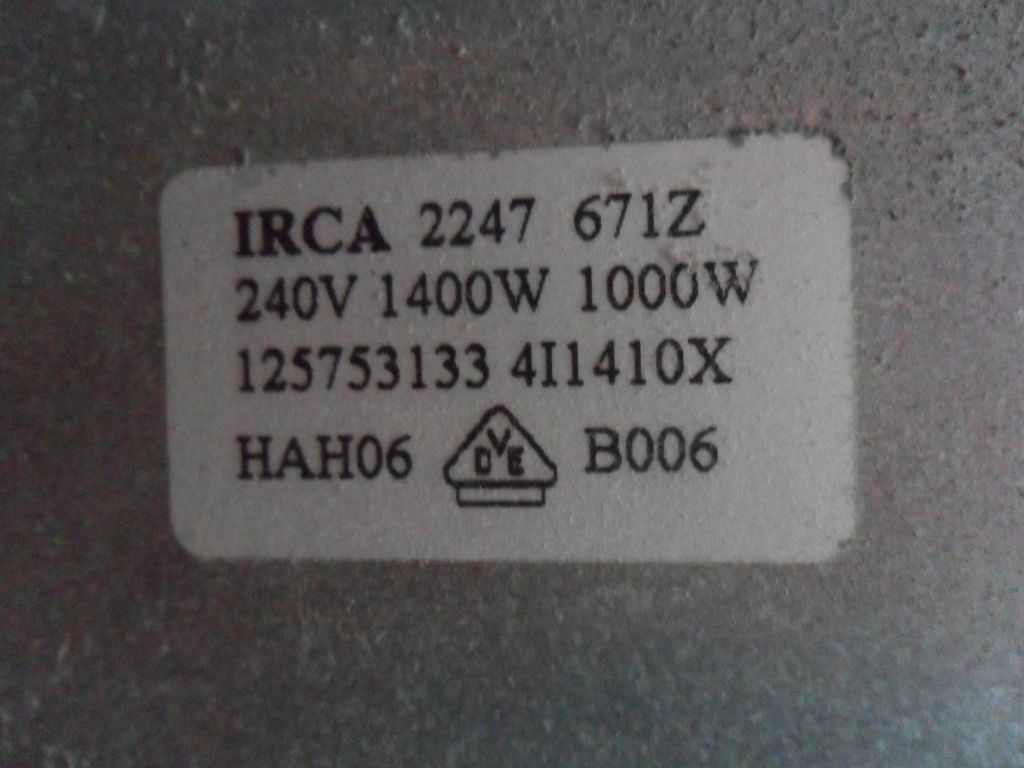 IRCA 2247 671Z
240V 1400W 1000W
125753133 4I1410X
HAH06 DVE B006